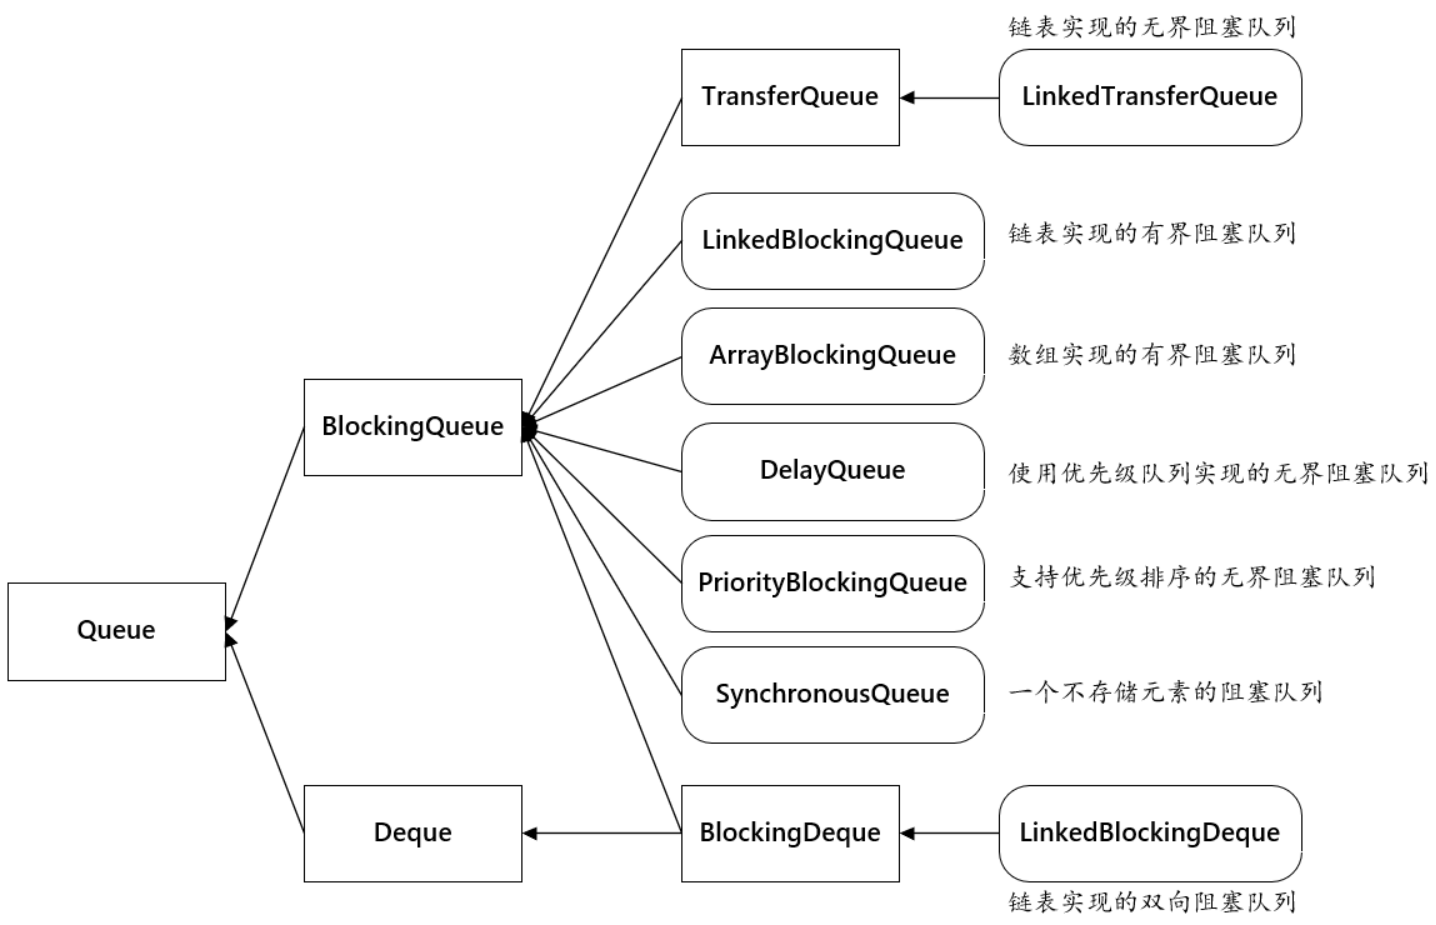 链表实现的无界阻塞队列
TransferQueue
LinkedTransferQueue
LinkedBlockingQueue
链表实现的有界阻塞队列
ArrayBlockingQueue
数组实现的有界阻塞队列
BlockingQueue
DelayQueue
使用优先级队列实现的无界阻塞队列
PriorityBlockingQueue
支持优先级排序的无界阻塞队列
Queue
SynchronousQueue
一个不存储元素的阻塞队列
Deque
BlockingDeque
LinkedBlockingDeque
链表实现的双向阻塞队列